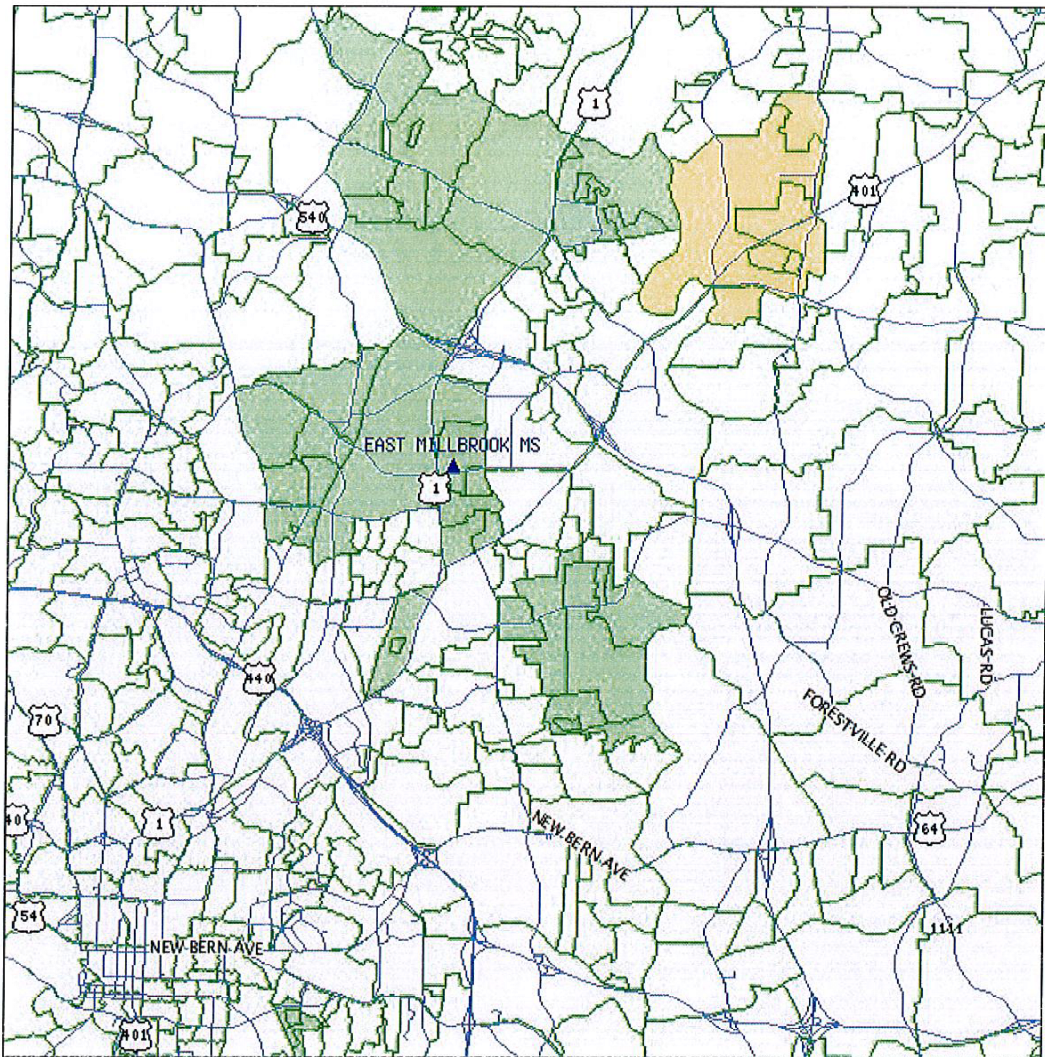 1
401
540
EAST MILLBROOK MS
1
OLD CREWS RD
LUCAS RD
440
FORESTVILLE RD
70
40
1
NEW BERN AVE
64
54
1111
NEW BERN AVE
401